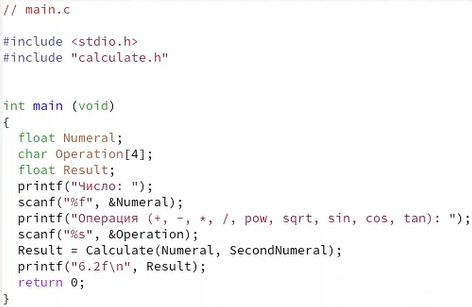 // main.c
#include <stdio.h>
#include "calculate.h"
int main (void)
{
float Numeral;
char Operation[4];
float Result;
printf("Число: ");
scanf("%f", &Numeral);
printf("Операция (+, -, *, /, pow, sqrt, sin, cos, tan): ");
scanf("%s", &Operation);
Result = Calculate(Numeral, SecondNumeral);
printf("6.2f\n", Result);
return 0;
}